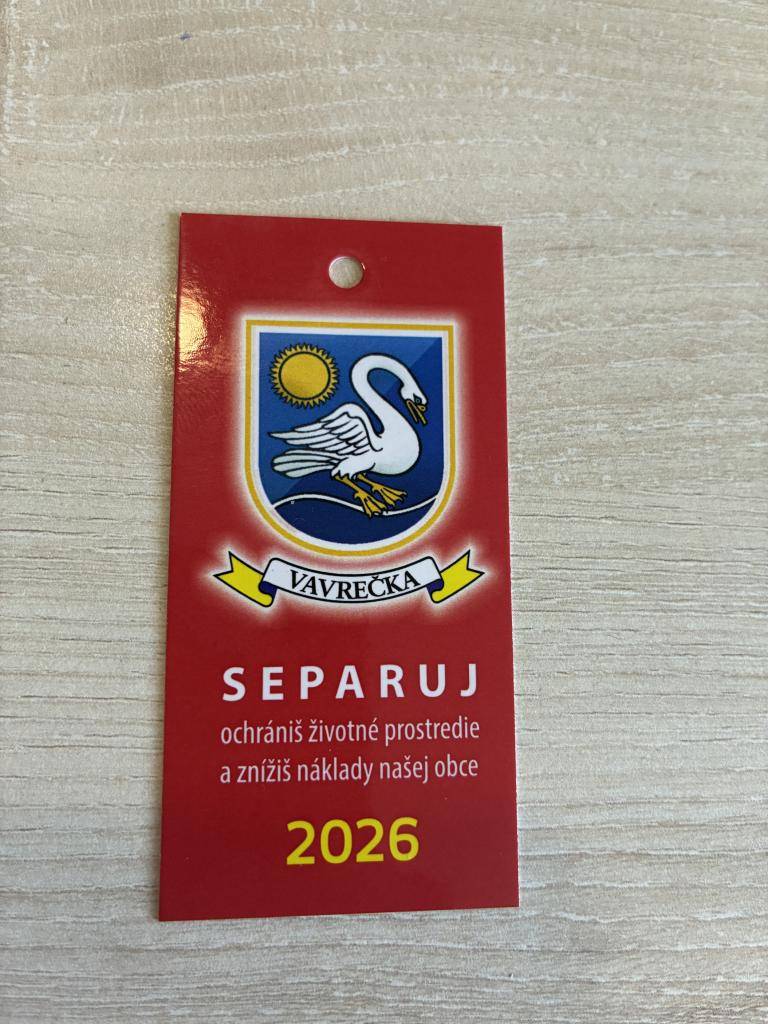 VAVREČKA
SEPARUJ
ochrániš životné prostredie
a znížiš náklady našej obce
2026